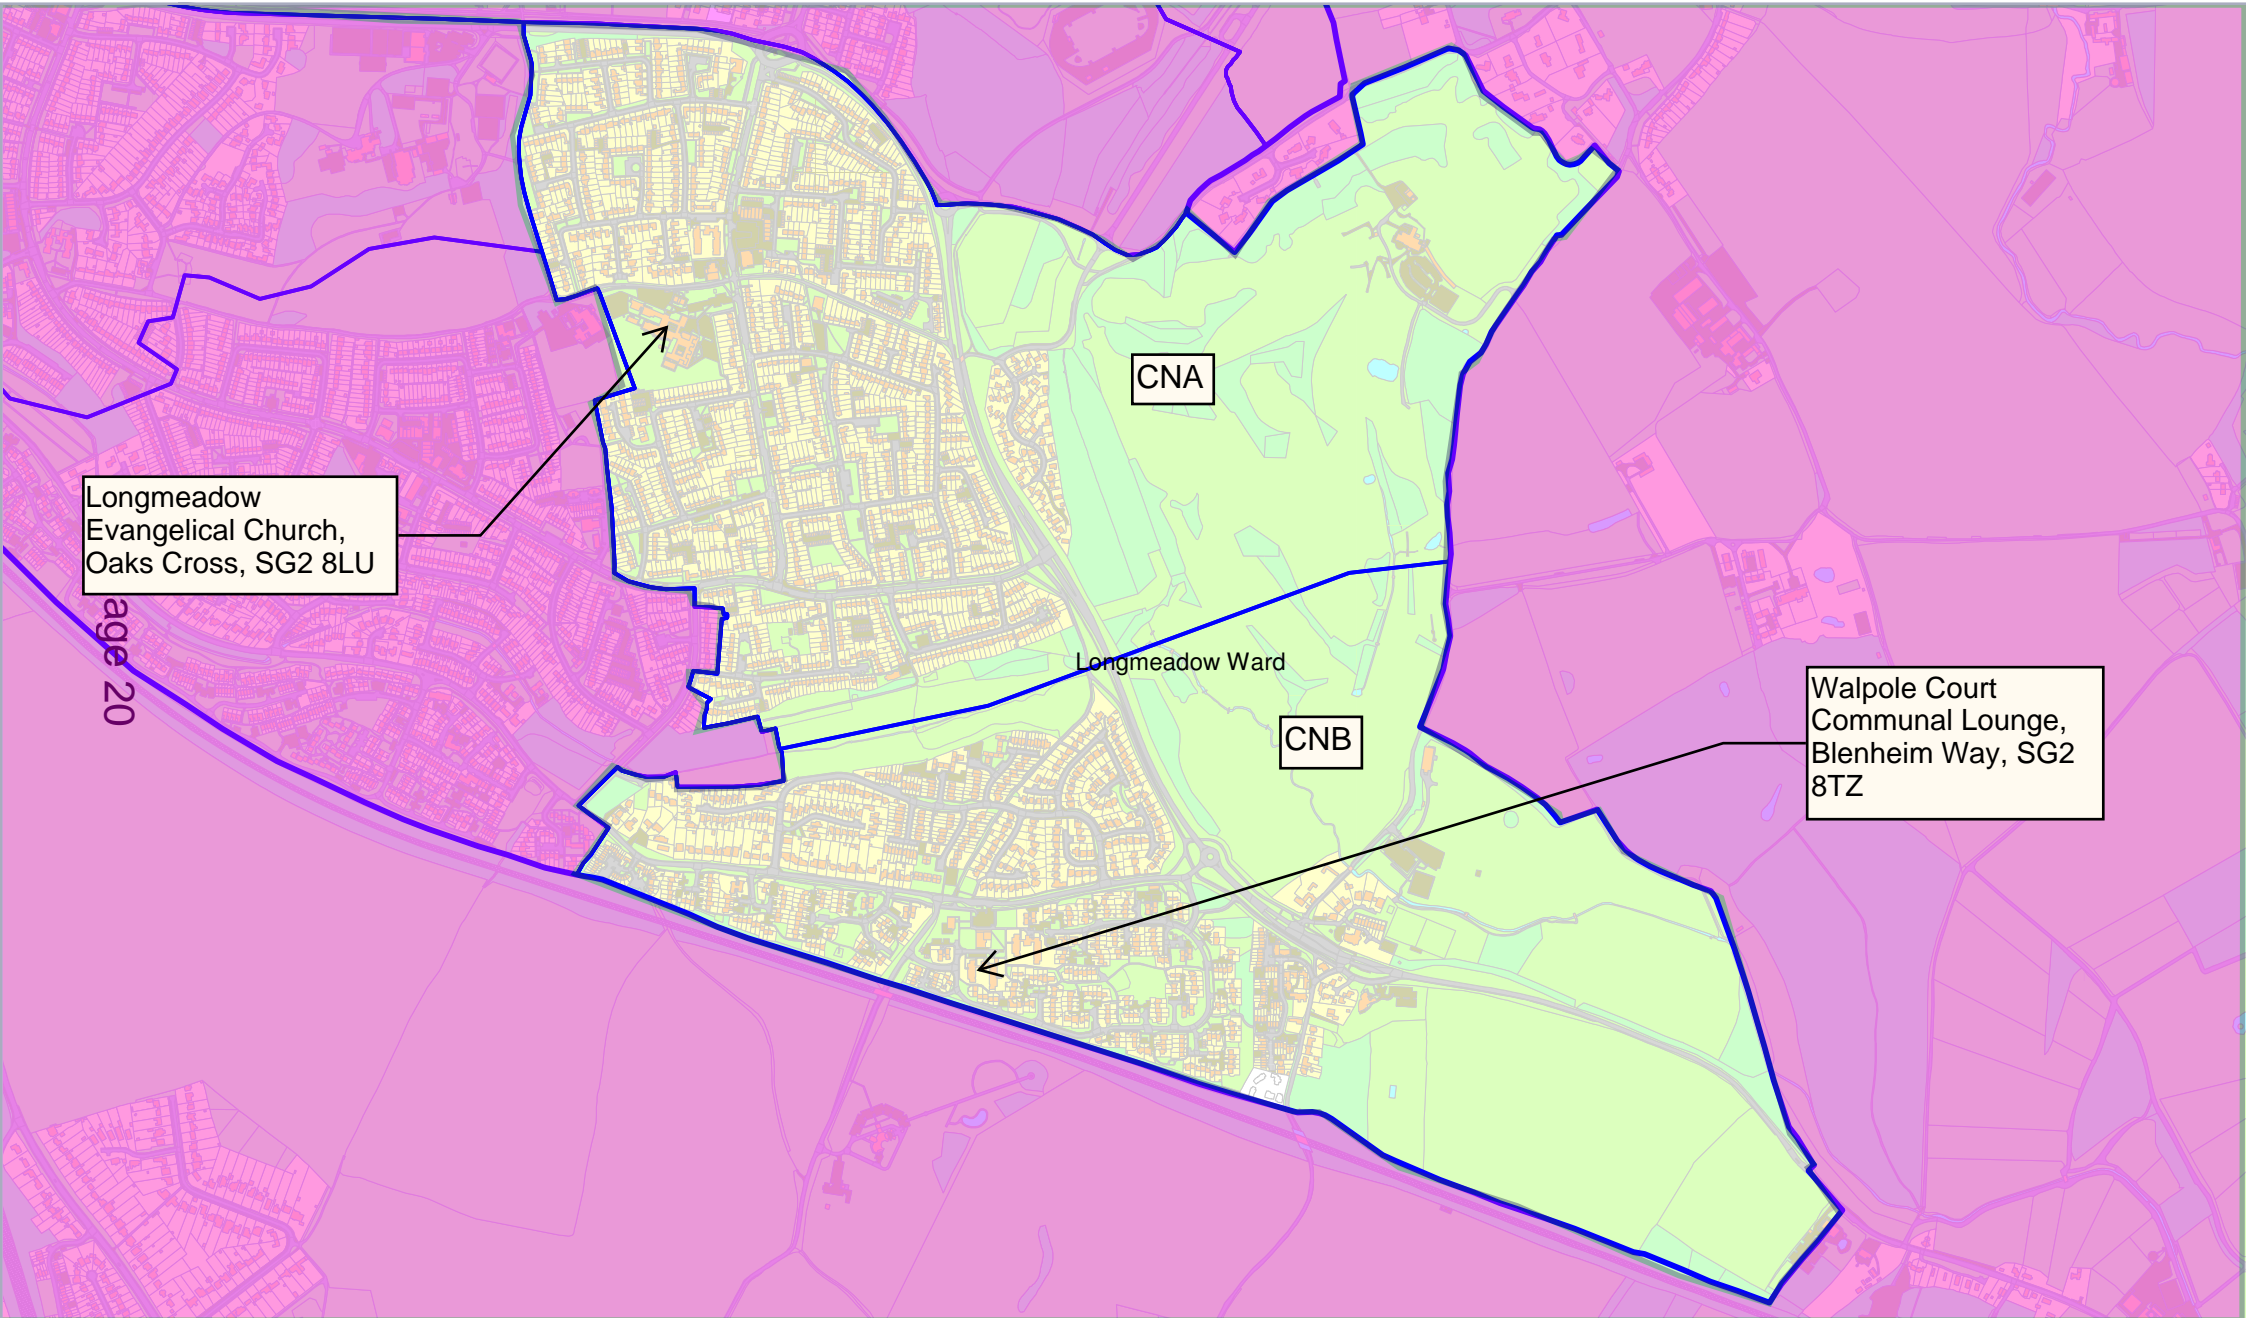 CNA
Longmeadow
Evangelical Church,
Oaks Cross, SG2 8LU
age 20
Longmeadow Ward
CNB
Walpole Court
Communal Lounge,
Blenheim Way, SG2
8TZ